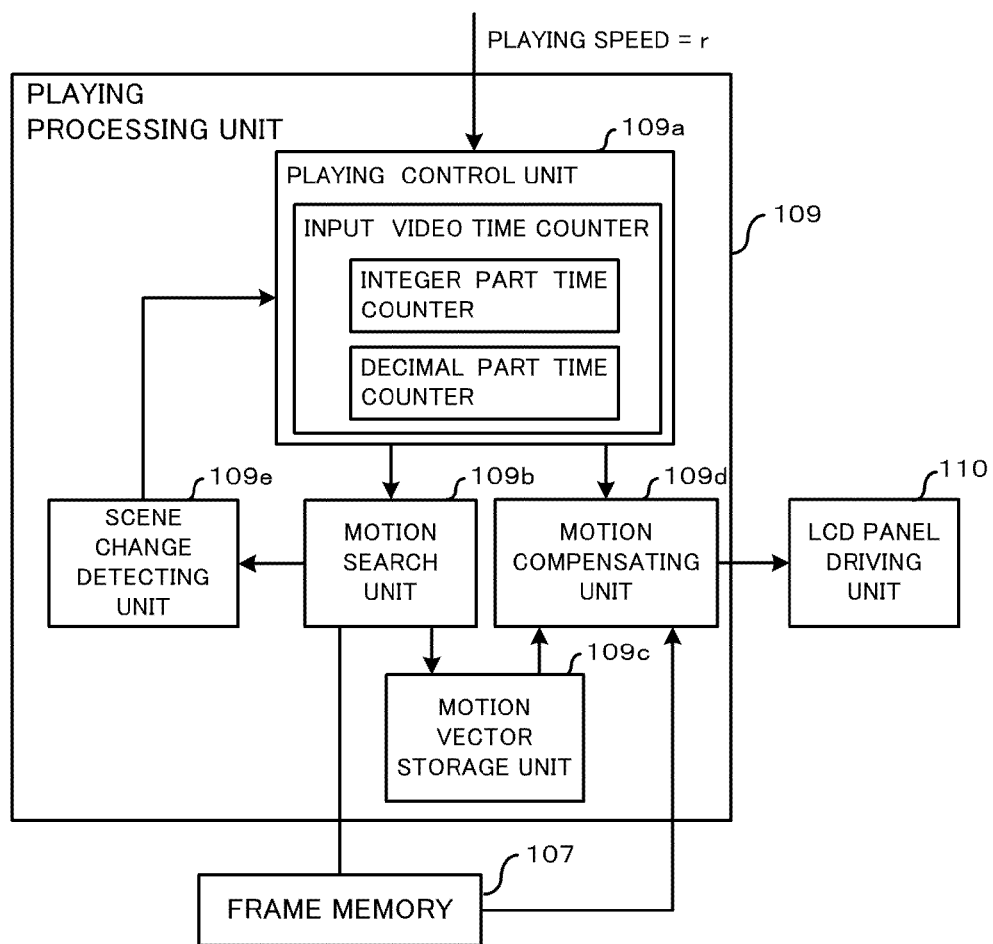 PLAYING SPEED = r
PLAYING
PROCESSING UNIT
109a
PLAYING CONTROL UNIT
109
INPUT VIDEO TIME COUNTER
INTEGER PART TIME
COUNTER
DECIMAL PART TIME
COUNTER
109e
109b
109d
110
SCENE
CHANGE
DETECTING
UNIT
MOTION
SEARCH
UNIT
MOTION
COMPENSATING
UNIT
LCD PANEL
DRIVING
UNIT
109c
MOTION
VECTOR
STORAGE UNIT
107
FRAME MEMORY